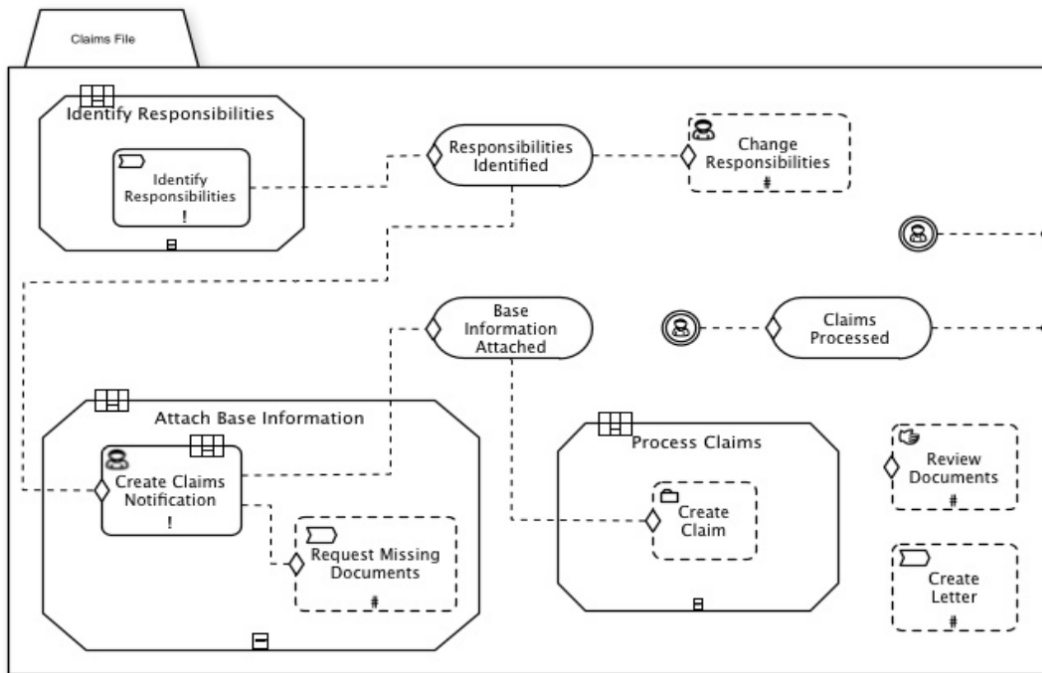 Claims File
Identify Responsibilities
Identify
Responsibilities
!
Responsibilities
Identified
Change
Responsibilities
#
Base
Information
Attached
Claims
Processed
Attach Base Information
Create Claims
Notification
!
Request Missing
Documents
#
Process Claims
Create
Claim
Review
Documents
#
Create
Letter
#